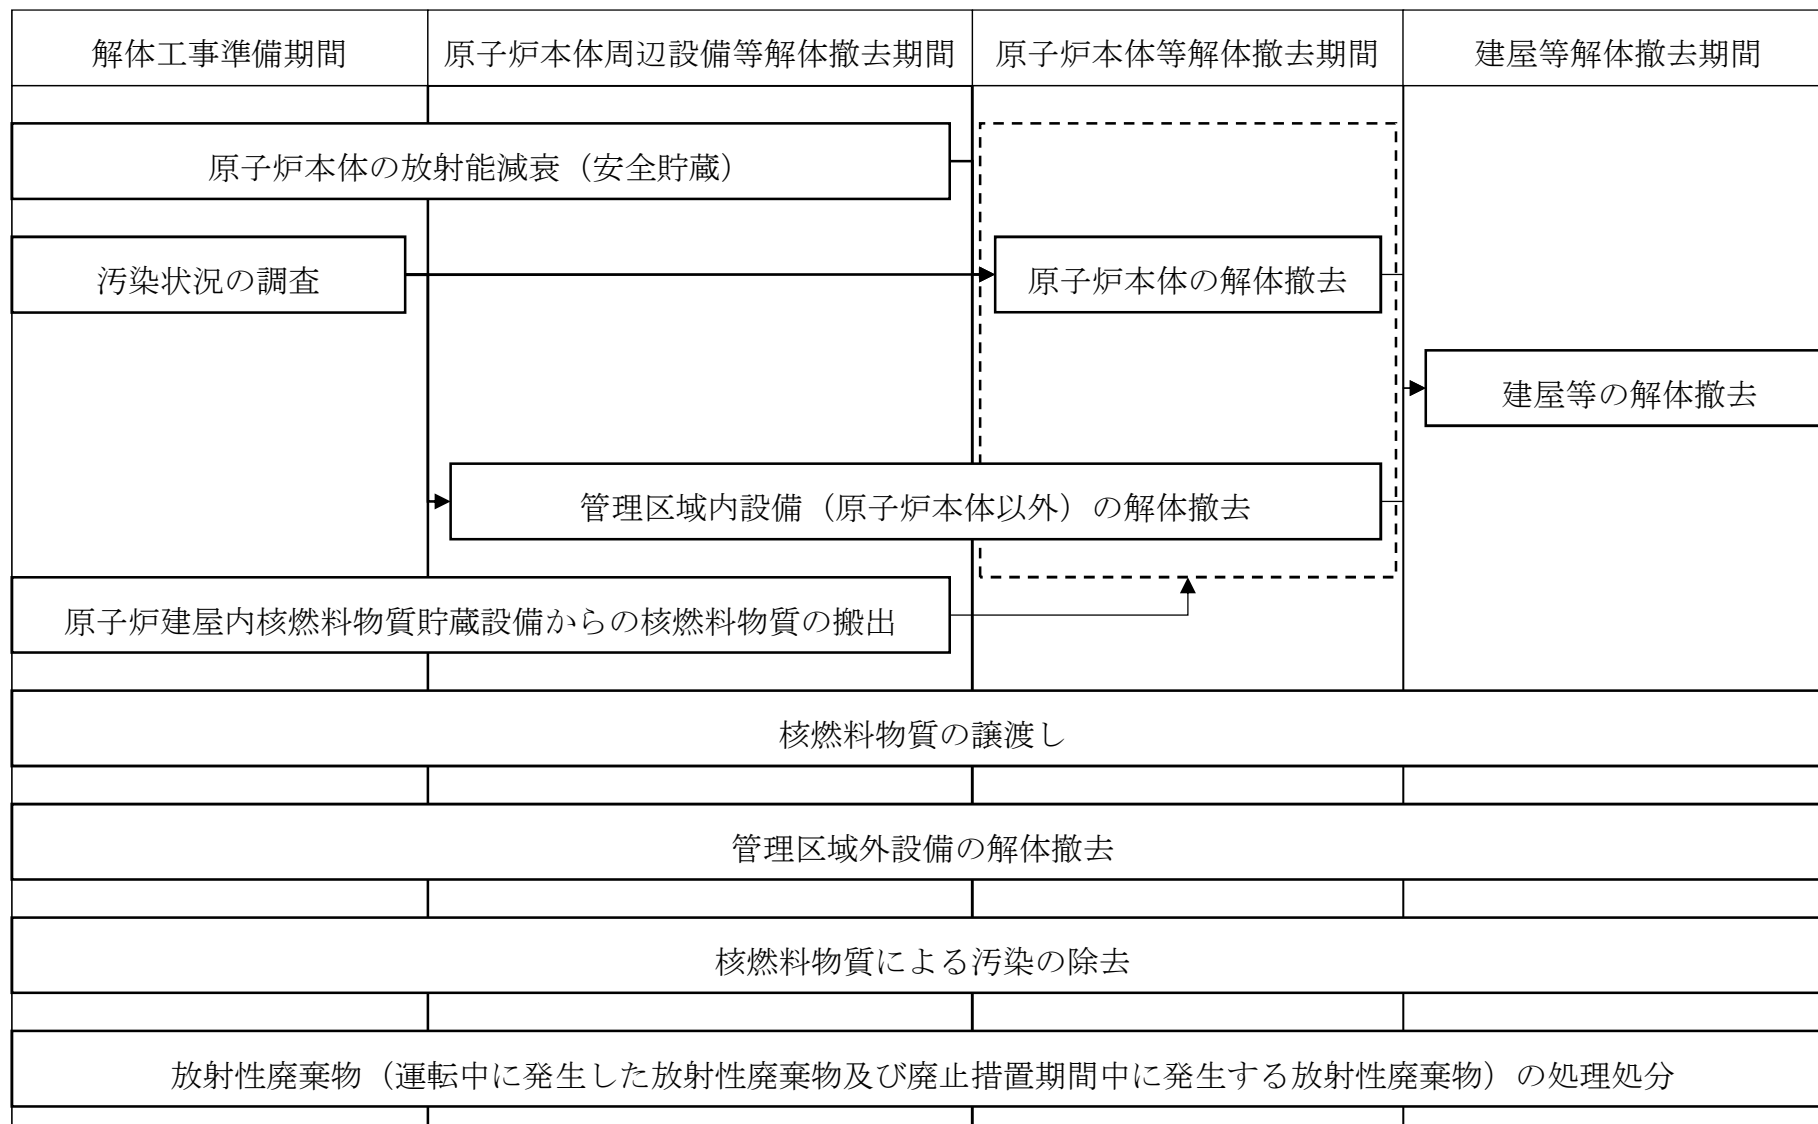 解体工事準備期間
原子炉本体周辺設備等解体撤去期間
原子炉本体等解体撤去期間
建屋等解体撤去期間
原子炉本体の放射能減衰（安全貯蔵）
汚染状況の調査
原子炉本体の解体撤去
建屋等の解体撤去
管理区域内設備（原子炉本体以外）の解体撤去
原子炉建屋内核燃料物質貯蔵設備からの核燃料物質の搬出
核燃料物質の譲渡し
管理区域外設備の解体撤去
核燃料物質による汚染の除去
放射性廃棄物（運転中に発生した放射性廃棄物及び廃止措置期間中に発生する放射性廃棄物）の処理処分